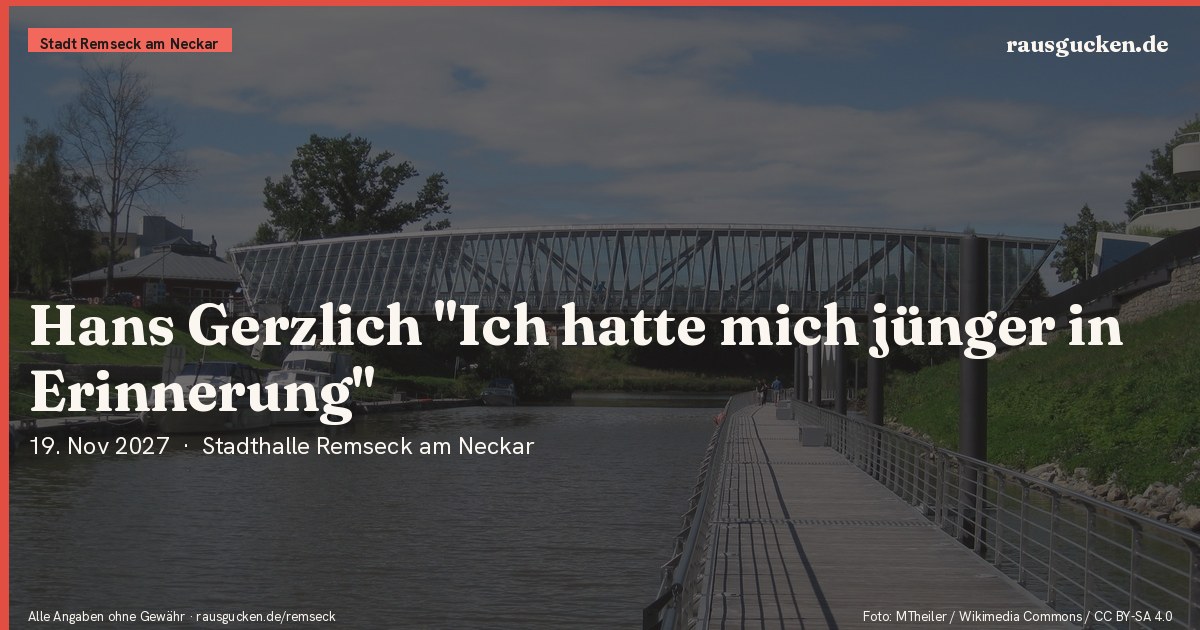 Stadt Remseck am Neckar
rausgucken.de
Hans Gerzlich "Ich hatte mich jünger in
Erinnerung"
19. Nov 2027 · Stadthalle Remseck am Neckar
Alle Angaben ohne Gewähr · rausgucken.de/remseck
Foto: MTheiler / Wikimedia Commons / CC BY-SA 4.0